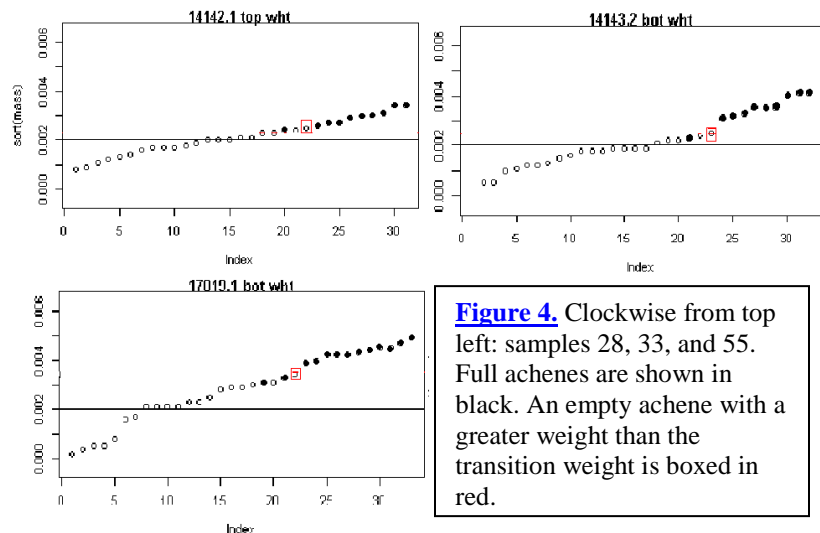 14142.1 top wht
sort(mass)
0.006
0.004
0.002
0.000
0 5 10 15 20 25 30
Index
14143.2 bot wht
0.006
0.004
0.002
0.000
0 5 10 15 20 25 30
Index
17019.1 bot wht
0.006
0.004
0.002
0.000
0 5 10 15 20 25 30
Index
Figure 4. Clockwise from top
left: samples 28, 33, and 55.
Full achenes are shown in
black. An empty achene with a
greater weight than the
transition weight is boxed in
red.